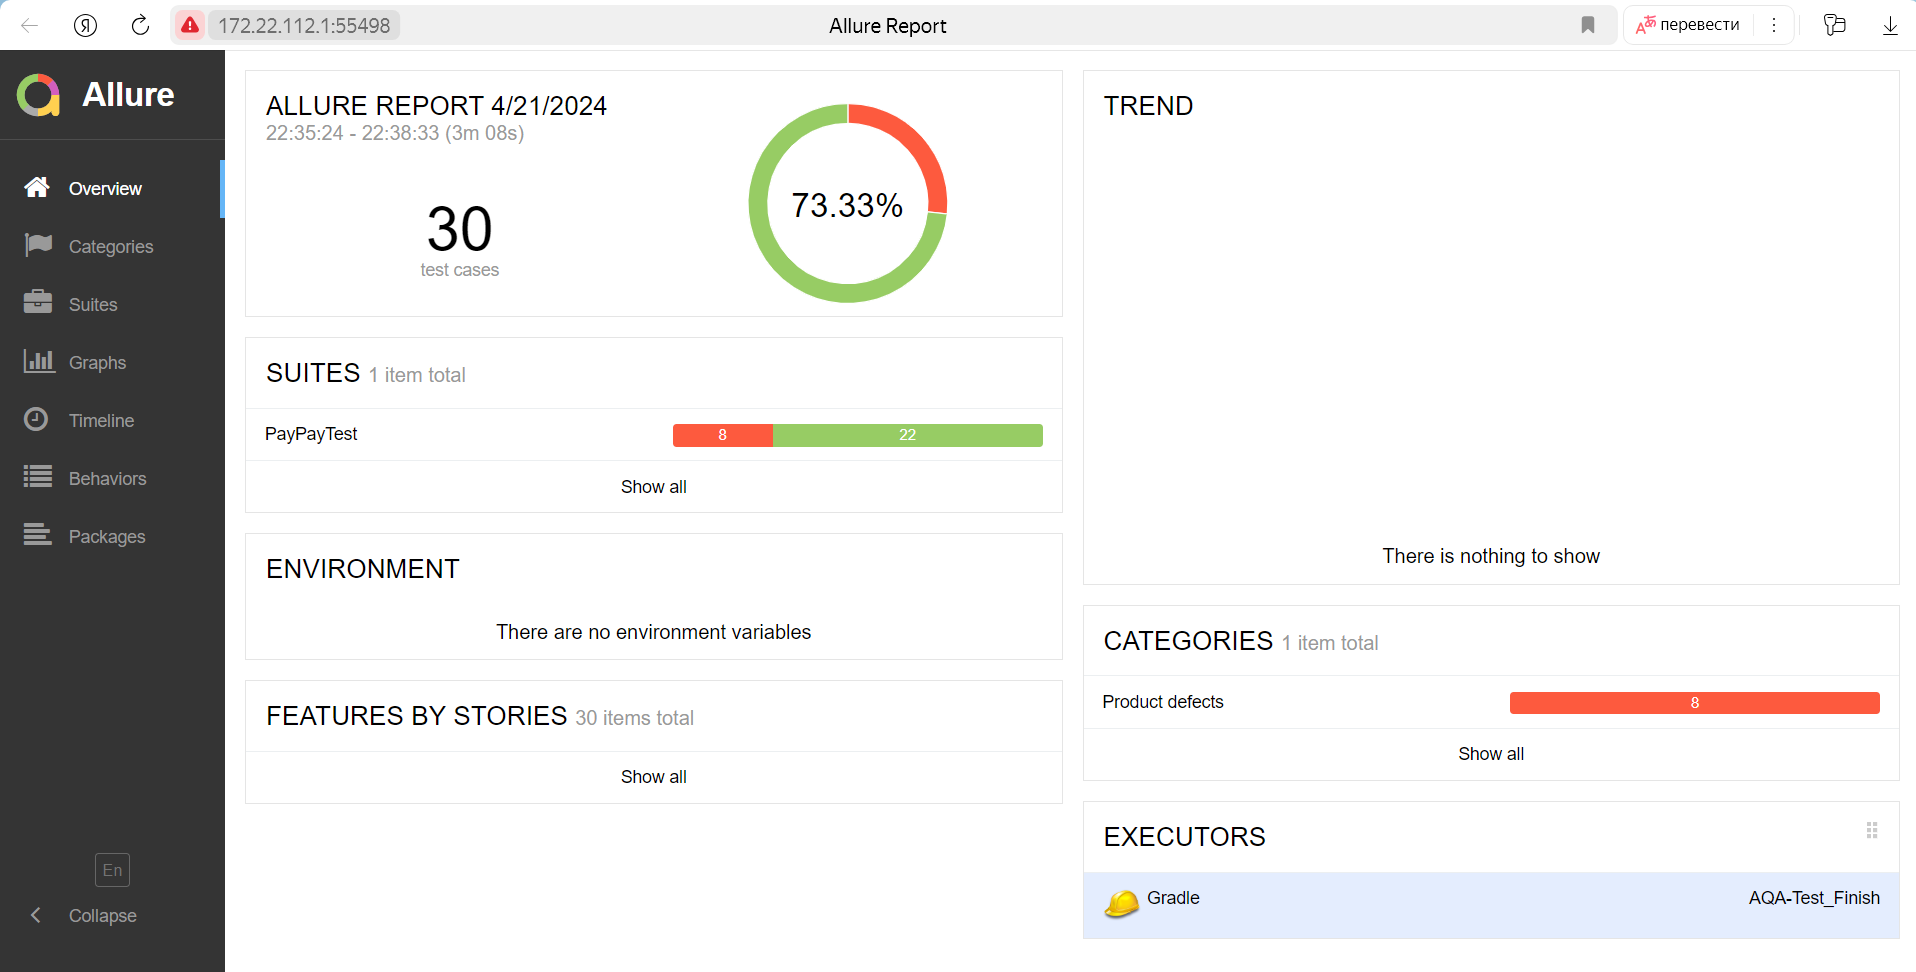 172.22.112.1:55498
Allure Report
перевести
Allure
Overview
Categories
Suites
Graphs
Timeline
Behaviors
Packages
En
Collapse
ALLURE REPORT 4/21/2024
22:35:24 - 22:38:33 (3m 08s)
30
test cases
73.33%
SUITES 1 item total
PayPayTest 8 22
Show all
ENVIRONMENT
There are no environment variables
FEATURES BY STORIES 30 items total
Show all
TREND
There is nothing to show
CATEGORIES 1 item total
Product defects 8
Show all
EXECUTORS
Gradle AQA-Test_Finish